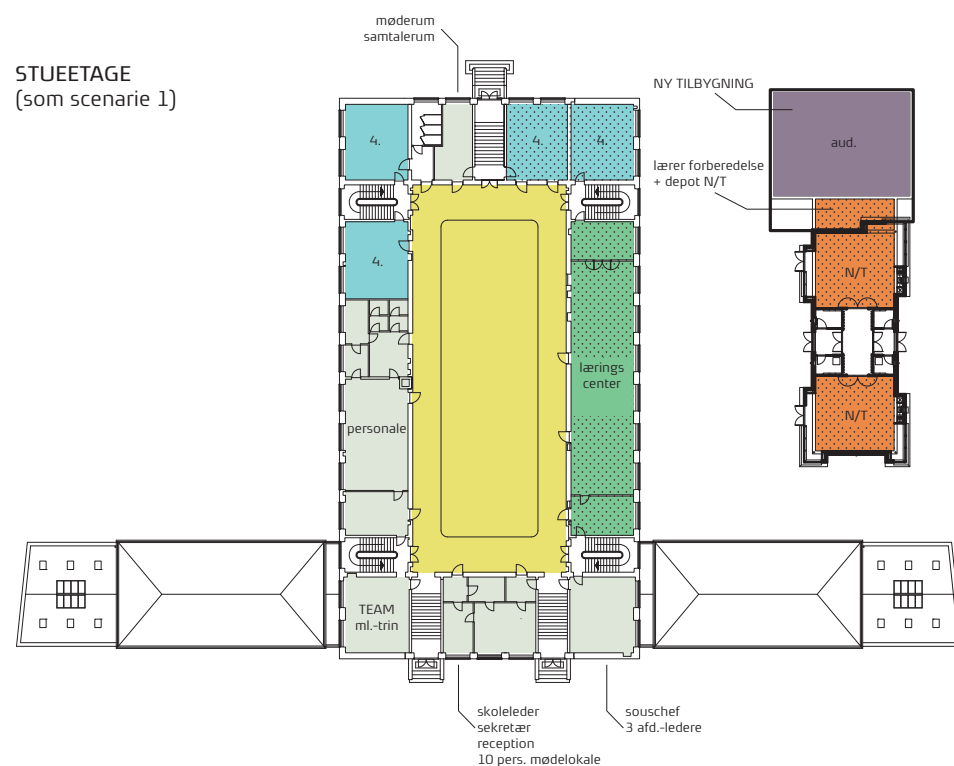 møderum
samtalerum
STUEETAGE
(som scenarie 1)
NY TILBYGNING
4.
4.
4.
aud.
lærer forberedelse
+ depot N/T
4.
N/T
lærings
center
N/T
personale
TEAM
ml.-trin
skoleleder
sekretær
reception
10 pers. mødelokale
souschef
3 afd.-ledere